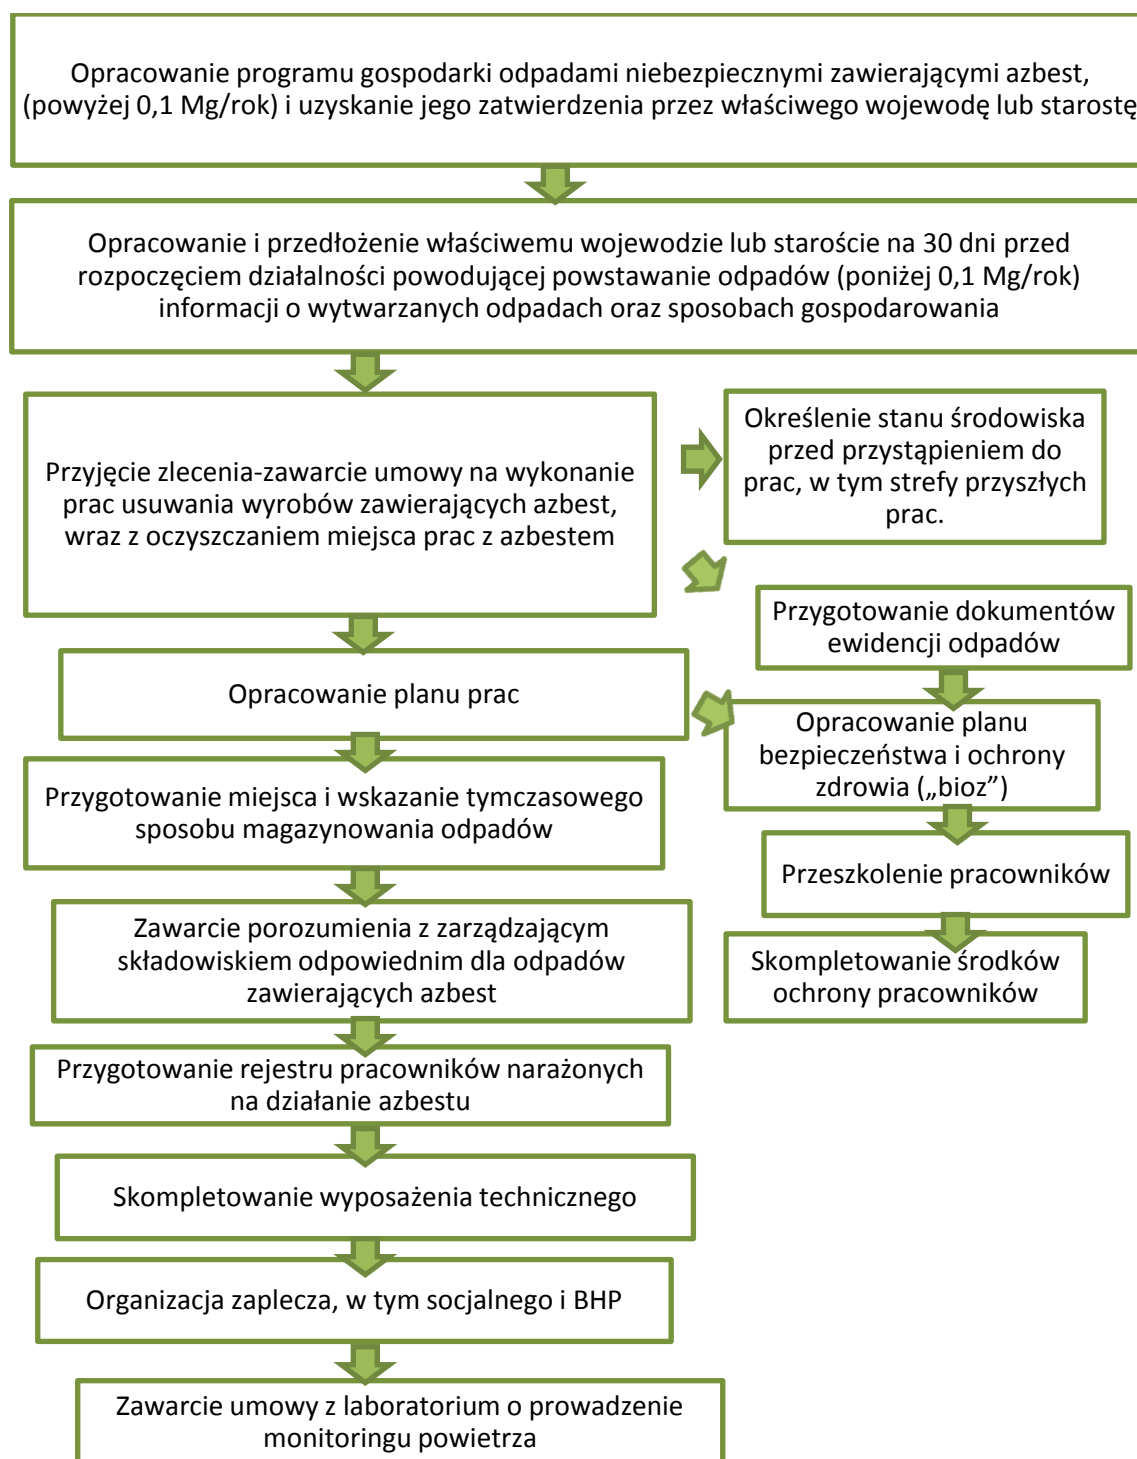 Opracowanie programu gospodarki odpadami niebezpiecznymi zawierającymi azbest,
(powyżej 0,1 Mg/rok) i uzyskanie jego zatwierdzenia przez właściwego wojewodę lub starostę
Opracowanie i przedłożenie właściwemu wojewodzie lub staroście na 30 dni przed
rozpoczęciem działalności powodującej powstawanie odpadów (poniżej 0,1 Mg/rok)
informacji o wytwarzanych odpadach oraz sposobach gospodarowania
Przyjęcie zlecenia-zawarcie umowy na wykonanie
prac usuwania wyrobów zawierających azbest,
wraz z oczyszczaniem miejsca prac z azbestem
Określenie stanu środowiska
przed przystąpieniem do
prac, w tym strefy przyszłych
prac.
Przygotowanie dokumentów
ewidencji odpadów
Opracowanie planu prac
Opracowanie planu
bezpieczeństwa i ochrony
zdrowia („bioz”)
Przygotowanie miejsca i wskazanie tymczasowego
sposobu magazynowania odpadów
Przeszkolenie pracowników
Zawarcie porozumienia z zarządzającym
składowiskiem odpowiednim dla odpadów
zawierających azbest
Skompletowanie środków
ochrony pracowników
Przygotowanie rejestru pracowników narażonych
na działanie azbestu
Skompletowanie wyposażenia technicznego
Organizacja zaplecza, w tym socjalnego i BHP
Zawarcie umowy z laboratorium o prowadzenie
monitoringu powietrza